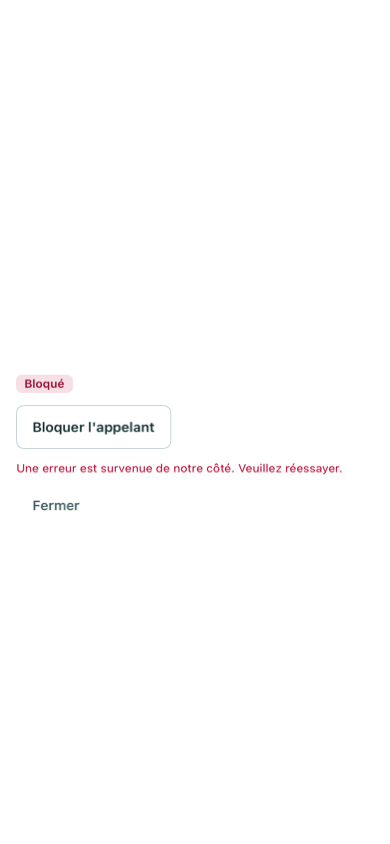 Bloqué
Bloquer l'appelant
Une erreur est survenue de notre côté. Veuillez réessayer.
Fermer